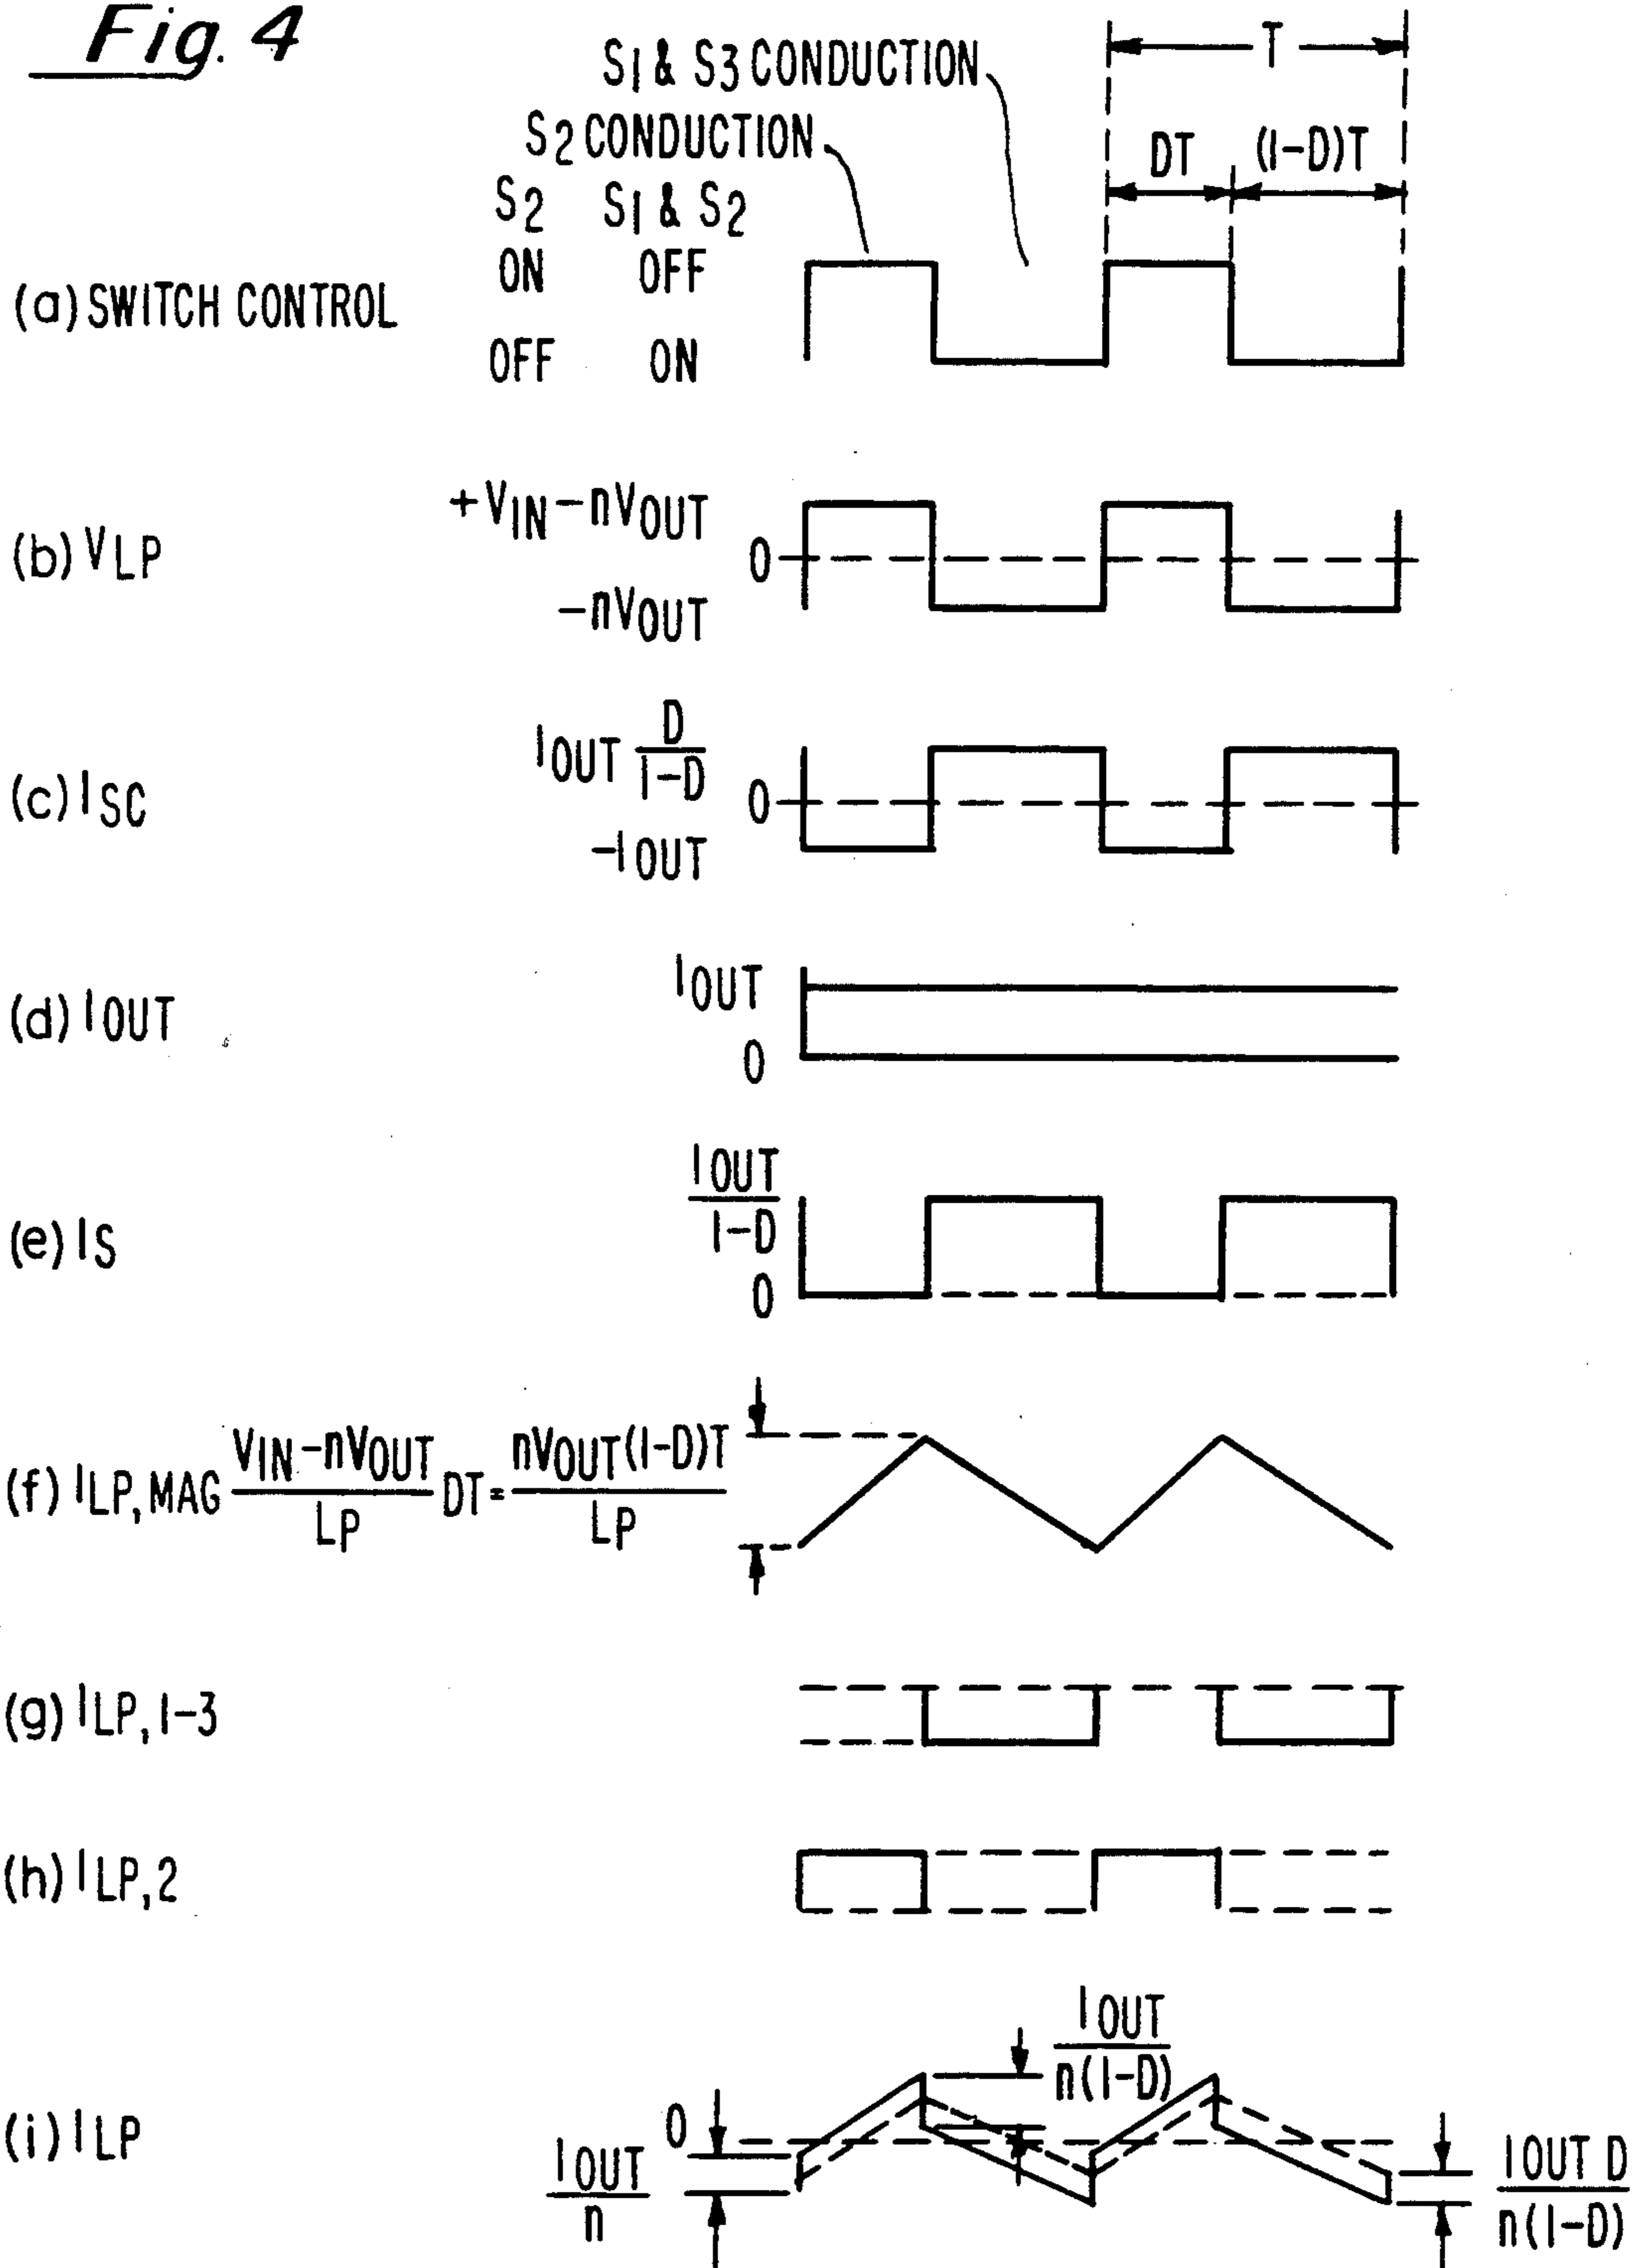 Fig. 4
T
S1 & S3 CONDUCTION
S2 CONDUCTION
DT (1-D)T
S2 S1 & S2
ON OFF
(a) SWITCH CONTROL
OFF ON
+VIN-nVOUT
(b) VLP
0
-nVOUT
IOUT D/1-D
(c) ISC
0
-IOUT
IOUT
(d) IOUT
0
IOUT/1-D
(e) IS
0
(f) ILP,MAG VIN-nVOUT/LP DT = nVOUT(1-D)T/LP
(g) ILP,1-3
(h) ILP,2
IOUT/n(1-D)
(i) ILP
0
IOUT/n
IOUT D/n(1-D)